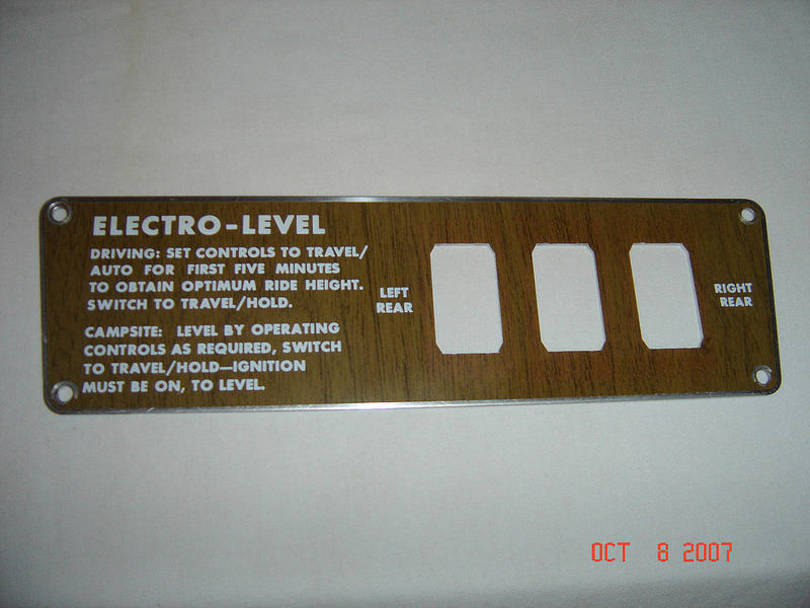 ELECTRO-LEVEL
DRIVING: SET CONTROLS TO TRAVEL/
AUTO FOR FIRST FIVE MINUTES
TO OBTAIN OPTIMUM RIDE HEIGHT.
SWITCH TO TRAVEL/HOLD.
CAMPSITE: LEVEL BY OPERATING
CONTROLS AS REQUIRED, SWITCH
TO TRAVEL/HOLD—IGNITION
MUST BE ON, TO LEVEL.
LEFT
REAR
RIGHT
REAR
OCT 8 2007